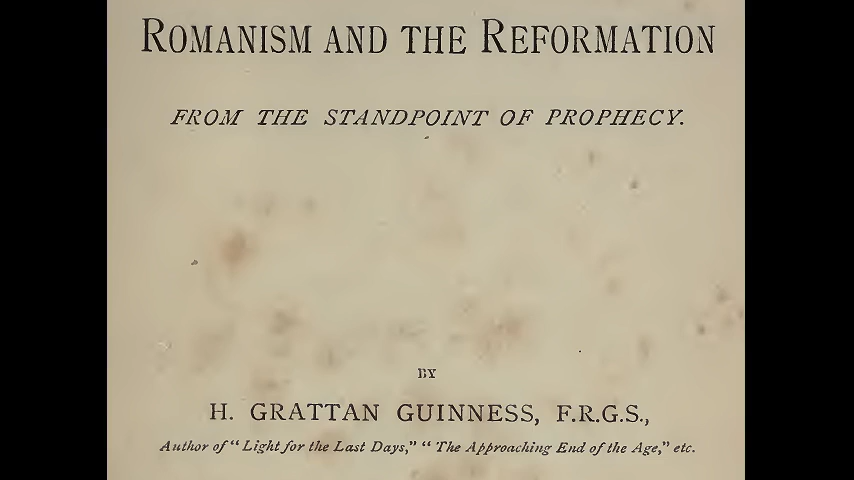 ROMANISM AND THE REFORMATION
FROM THE STANDPOINT OF PROPHECY.
BY
H. GRATTAN GUINNESS, F.R.G.S.,
Author of "Light for the Last Days," "The Approaching End of the Age," etc.